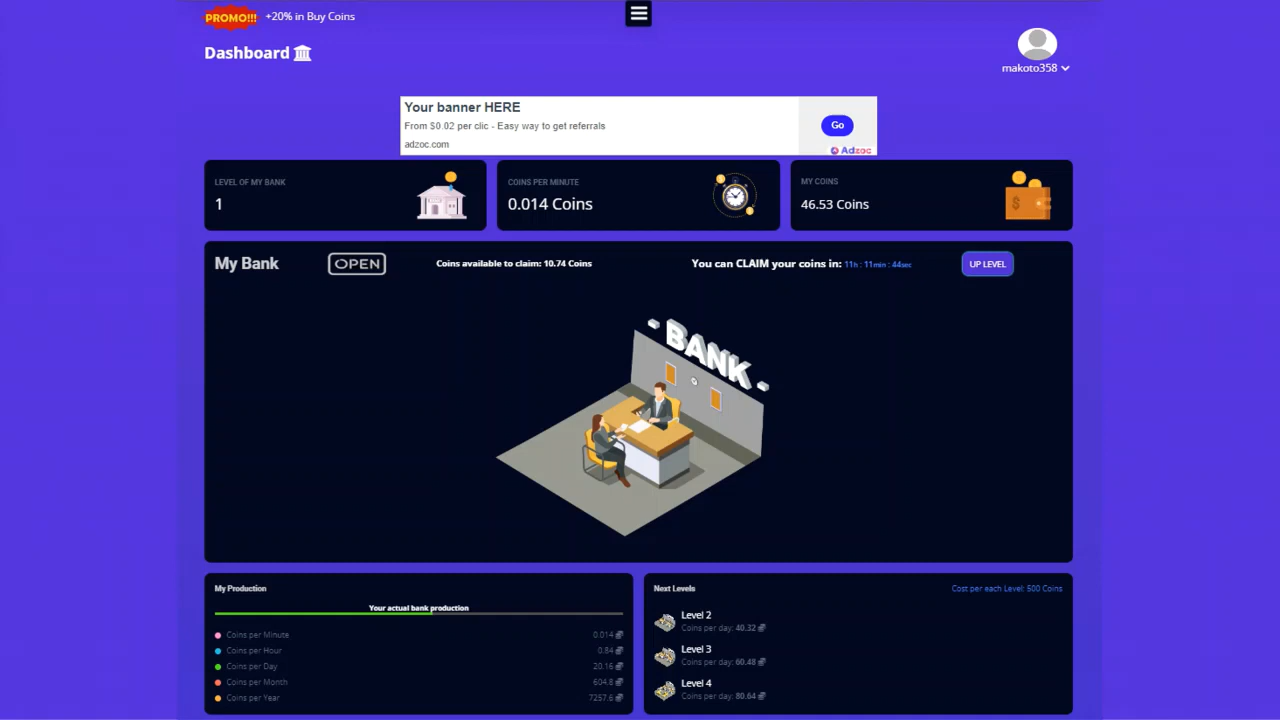 PROMO!!! +20% in Buy Coins
Dashboard
makoto358
Your banner HERE
From $0.02 per clic - Easy way to get referrals
adzoc.com
Go
Adzoc
LEVEL OF MY BANK
1
COINS PER MINUTE
0.014 Coins
MY COINS
46.53 Coins
My Bank
OPEN
Coins available to claim: 10.74 Coins
You can CLAIM your coins in: 11h : 11min : 44sec
UP LEVEL
BANK
My Production
Your actual bank production
Coins per Minute 0.014
Coins per Hour 0.84
Coins per Day 20.16
Coins per Month 604.8
Coins per Year 7257.6
Next Levels
Cost per each Level: 500 Coins
Level 2
Coins per day: 40.32
Level 3
Coins per day: 60.48
Level 4
Coins per day: 80.64